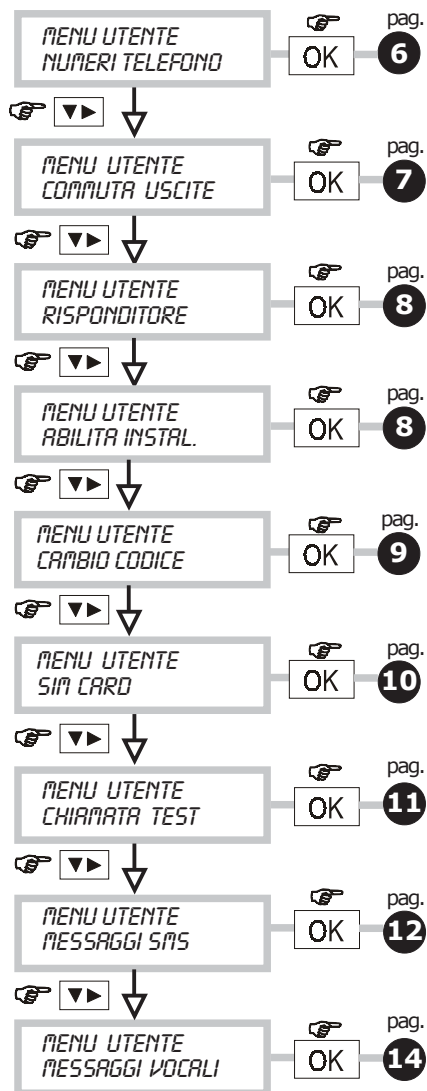 pag.
MENU UTENTE
NUMERI TELEFONO
OK
6
pag.
MENU UTENTE
COMMUTA USCITE
OK
7
pag.
MENU UTENTE
RISPONDITORE
OK
8
pag.
MENU UTENTE
ABILITA INSTAL.
OK
8
pag.
MENU UTENTE
CAMBIO CODICE
OK
9
pag.
MENU UTENTE
SIM CARD
OK
10
pag.
MENU UTENTE
CHIAMATA TEST
OK
11
pag.
MENU UTENTE
MESSAGGI SMS
OK
12
pag.
MENU UTENTE
MESSAGGI VOCALI
OK
14